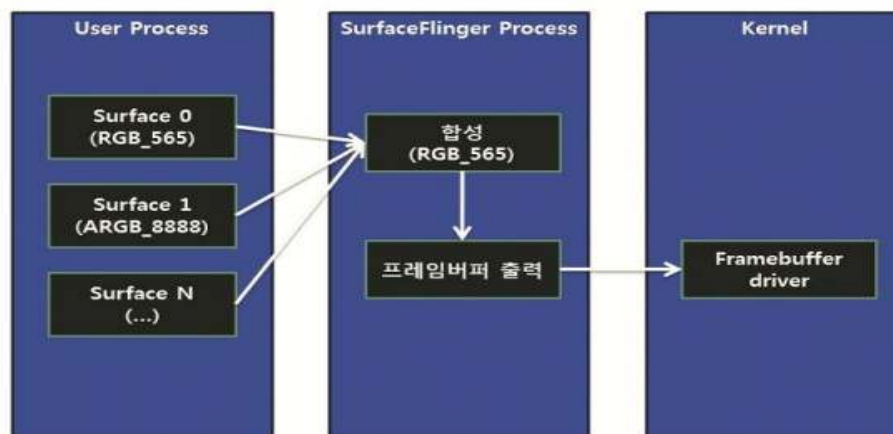 User Process
Surface 0
(RGB_565)
Surface 1
(ARGB_8888)
Surface N
(...)
SurfaceFlinger Process
합성
(RGB_565)
프레임버퍼 출력
Kernel
Framebuffer
driver